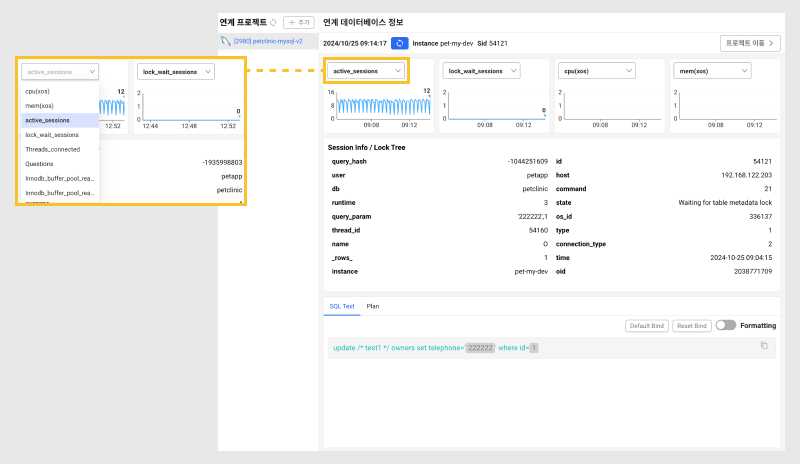 연계 프로젝트
추가
[2980] petclinic-mysql-v2
연계 데이터베이스 정보
2024/10/25 09:14:17 Instance pet-my-dev Sid 54121
프로젝트 이동
active_sessions
cpu(xos)
mem(xos)
active_sessions
lock_wait_sessions
Threads_connected
Questions
Innodb_buffer_pool_rea...
Innodb_buffer_pool_rea...
12
12:52
lock_wait_sessions
2
1
0
0
12:44 12:48 12:52
-1935998803
petapp
petclinic
active_sessions
16
8
0
12
09:08 09:12
lock_wait_sessions
2
1
0
0
09:08 09:12
cpu(xos)
2
1
0
09:08 09:12
mem(xos)
2
1
0
09:08 09:12
Session Info / Lock Tree
query_hash -1044251609 id 54121
user petapp host 192.168.122.203
db petclinic command 21
runtime 3 state Waiting for table metadata lock
query_param '222222',1 os_id 336137
thread_id 54160 type 1
name O connection_type 2
_rows_ 1 time 2024-10-25 09:04:15
instance pet-my-dev oid 2038771709
SQL Text Plan
Default Bind Reset Bind Formatting
update /* test1 */ owners set telephone='222222' where id=1